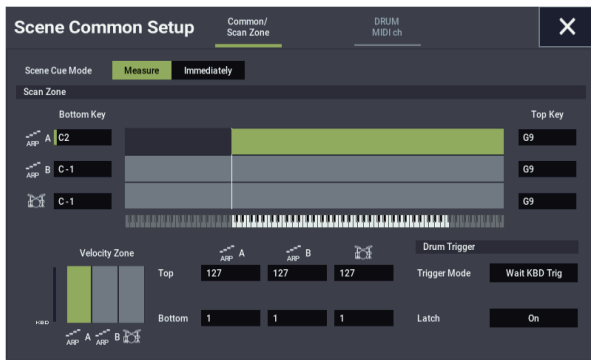 Scene Common Setup
Common/
Scan Zone
DRUM
MIDI ch
Scene Cue Mode Measure Immediately
Scan Zone
Bottom Key Top Key
ARP A C2 G9
ARP B C-1 G9
C-1 G9
Velocity Zone ARP A ARP B Drum Trigger
Top 127 127 127 Trigger Mode Wait KBD Trig
KBD Bottom 1 1 1 Latch On
ARP A ARP B